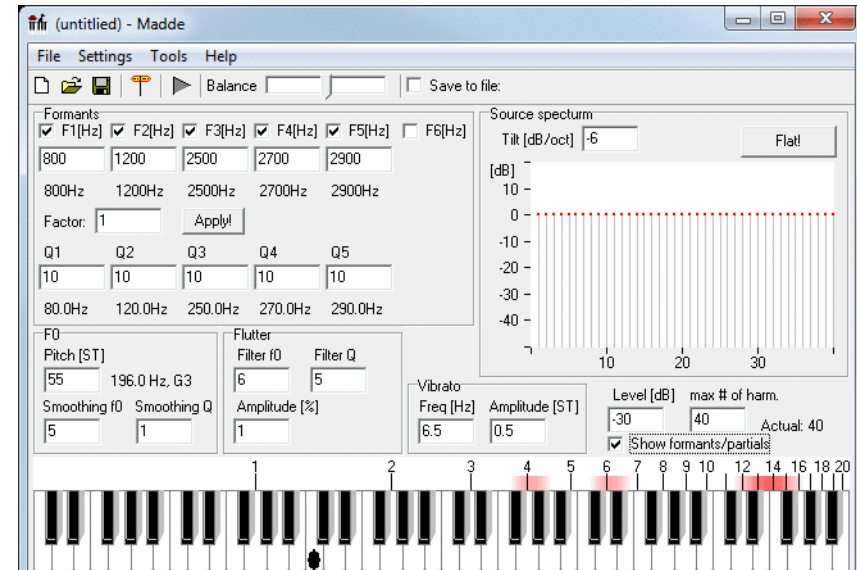 (untitlied) - Madde
File Settings Tools Help
Balance Save to file:
Formants
F1[Hz] F2[Hz] F3[Hz] F4[Hz] F5[Hz] F6[Hz]
800 1200 2500 2700 2900
800Hz 1200Hz 2500Hz 2700Hz 2900Hz
Factor: 1 Apply!
Q1 Q2 Q3 Q4 Q5
10 10 10 10 10
80.0Hz 120.0Hz 250.0Hz 270.0Hz 290.0Hz
Source specturm
Tilt [dB/oct] -6 Flat!
[dB]
10
0
-10
-20
-30
-40
10 20 30
F0
Pitch [ST]
55 196.0 Hz, G3
Smoothing f0 Smoothing Q
5 1
Flutter
Filter f0 Filter Q
6 5
Amplitude [%]
1
Vibrato
Freq [Hz] Amplitude [ST]
6.5 0.5
Level [dB] max # of harm.
-30 40 Actual: 40
Show formants/partials
1 2 3 4 5 6 7 8 9 10 12 14 16 18 20